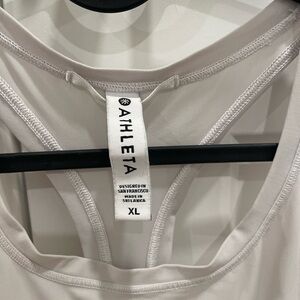 ATHLETA
DESIGNED IN
SAN FRANCISCO
MADE IN
SRI LANKA
XL